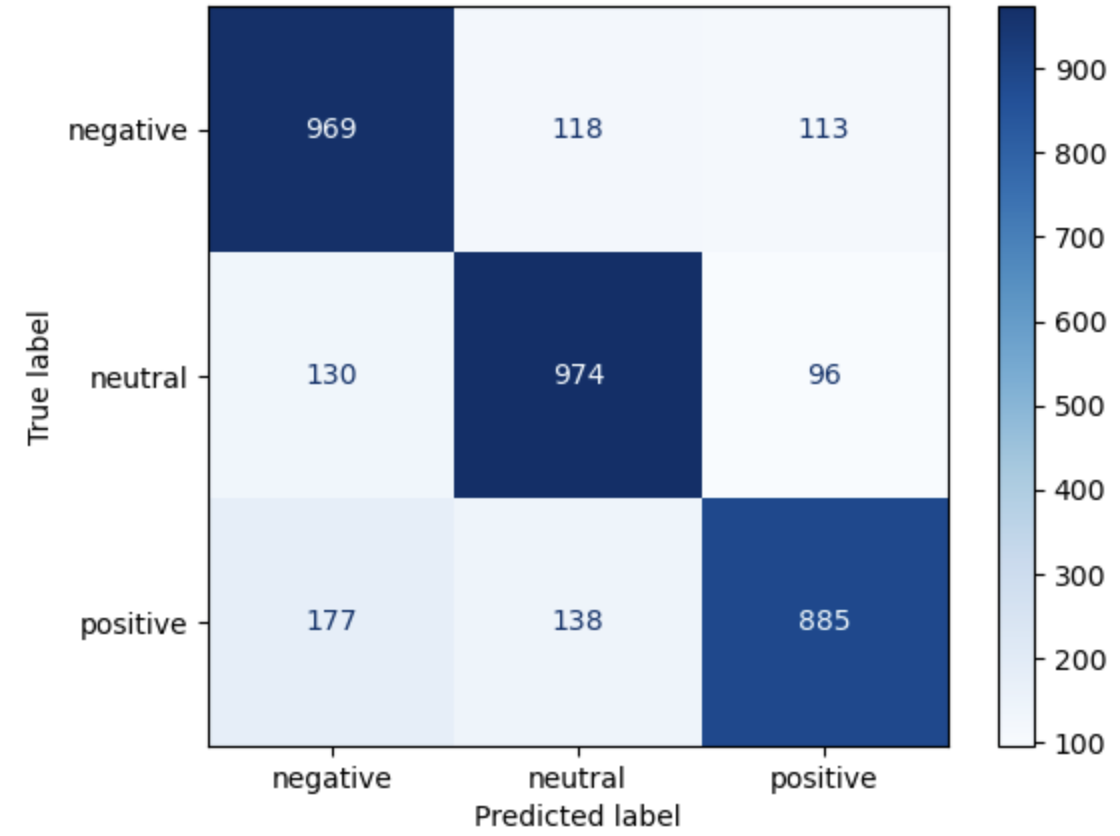 negative 969 118 113
neutral 130 974 96
positive 177 138 885
negative neutral positive
Predicted label
True label
900
800
700
600
500
400
300
200
100